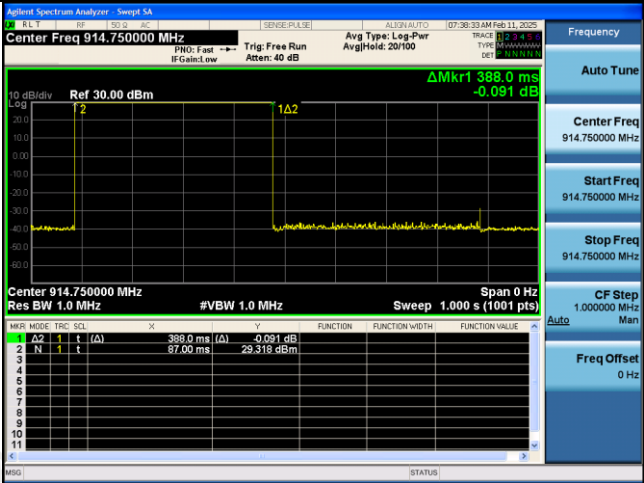 Agilent Spectrum Analyzer - Swept SA
RLT RF 50 Ω AC SENSE:PULSE ALIGN AUTO 07:38:33 AM Feb 11, 2025
Center Freq 914.750000 MHz
PNO: Fast
IFGain:Low
Trig: Free Run
Atten: 40 dB
Avg Type: Log-Pwr
Avg|Hold: 20/100
TRACE 1 2 3 4 5 6
TYPE
DET P N N N N N
ΔMkr1 388.0 ms
-0.091 dB
10 dB/div Ref 30.00 dBm
Log
2
1Δ2
20.0
10.0
0.00
-10.0
-20.0
-30.0
-40.0
-50.0
-60.0
Center 914.750000 MHz Span 0 Hz
Res BW 1.0 MHz #VBW 1.0 MHz Sweep 1.000 s (1001 pts)
MKR MODE TRC SCL X Y FUNCTION FUNCTION WIDTH FUNCTION VALUE
1 Δ2 1 t (Δ) 388.0 ms (Δ) -0.091 dB
2 N 1 t 87.00 ms 29.318 dBm
3
4
5
6
7
8
9
10
11
MSG STATUS
Frequency
Auto Tune
Center Freq
914.750000 MHz
Start Freq
914.750000 MHz
Stop Freq
914.750000 MHz
CF Step
1.000000 MHz
Auto Man
Freq Offset
0 Hz